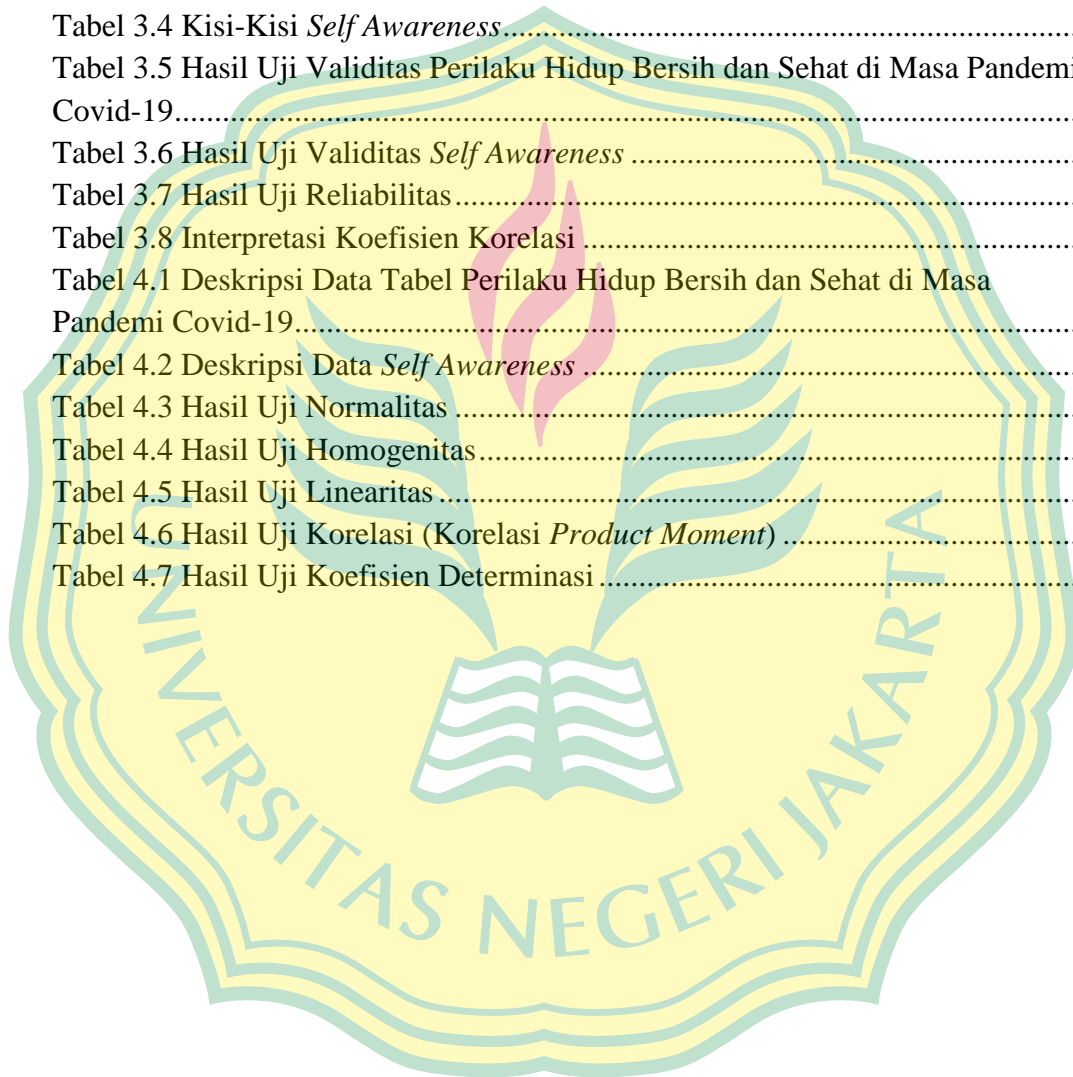 Tabel 3.4 Kisi-Kisi Self Awareness..........................................................................
Tabel 3.5 Hasil Uji Validitas Perilaku Hidup Bersih dan Sehat di Masa Pandemi
Covid-19.......................................................................................................................
Tabel 3.6 Hasil Uji Validitas Self Awareness ...........................................................
Tabel 3.7 Hasil Uji Reliabilitas...................................................................................
Tabel 3.8 Interpretasi Koefisien Korelasi ................................................................
Tabel 4.1 Deskripsi Data Tabel Perilaku Hidup Bersih dan Sehat di Masa
Pandemi Covid-19......................................................................................................
Tabel 4.2 Deskripsi Data Self Awareness ................................................................
Tabel 4.3 Hasil Uji Normalitas ..................................................................................
Tabel 4.4 Hasil Uji Homogenitas...............................................................................
Tabel 4.5 Hasil Uji Linearitas ....................................................................................
Tabel 4.6 Hasil Uji Korelasi (Korelasi Product Moment) ........................................
Tabel 4.7 Hasil Uji Koefisien Determinasi ..............................................................
UNIVERSITAS NEGERI JAKARTA